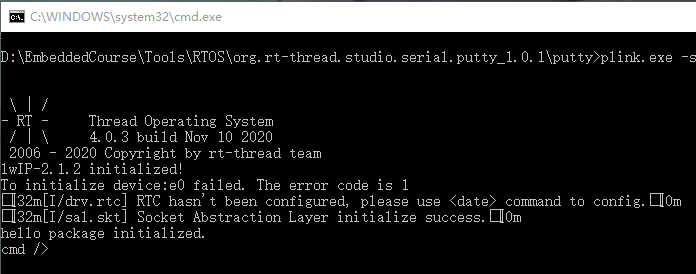 C:\WINDOWS\system32\cmd.exe
D:\EmbeddedCourse\Tools\RTOS\org.rt-thread.studio.serial.putty_1.0.1\putty>plink.exe -s
\ | /
- RT -     Thread Operating System
/ | \     4.0.3 build Nov 10 2020
2006 - 2020 Copyright by rt-thread team
lwIP-2.1.2 initialized!
To initialize device:e0 failed. The error code is 1
[32m[I/drv.rtc] RTC hasn't been configured, please use <date> command to config.[0m
[32m[I/sal.skt] Socket Abstraction Layer initialize success.[0m
hello package initialized.
cmd />